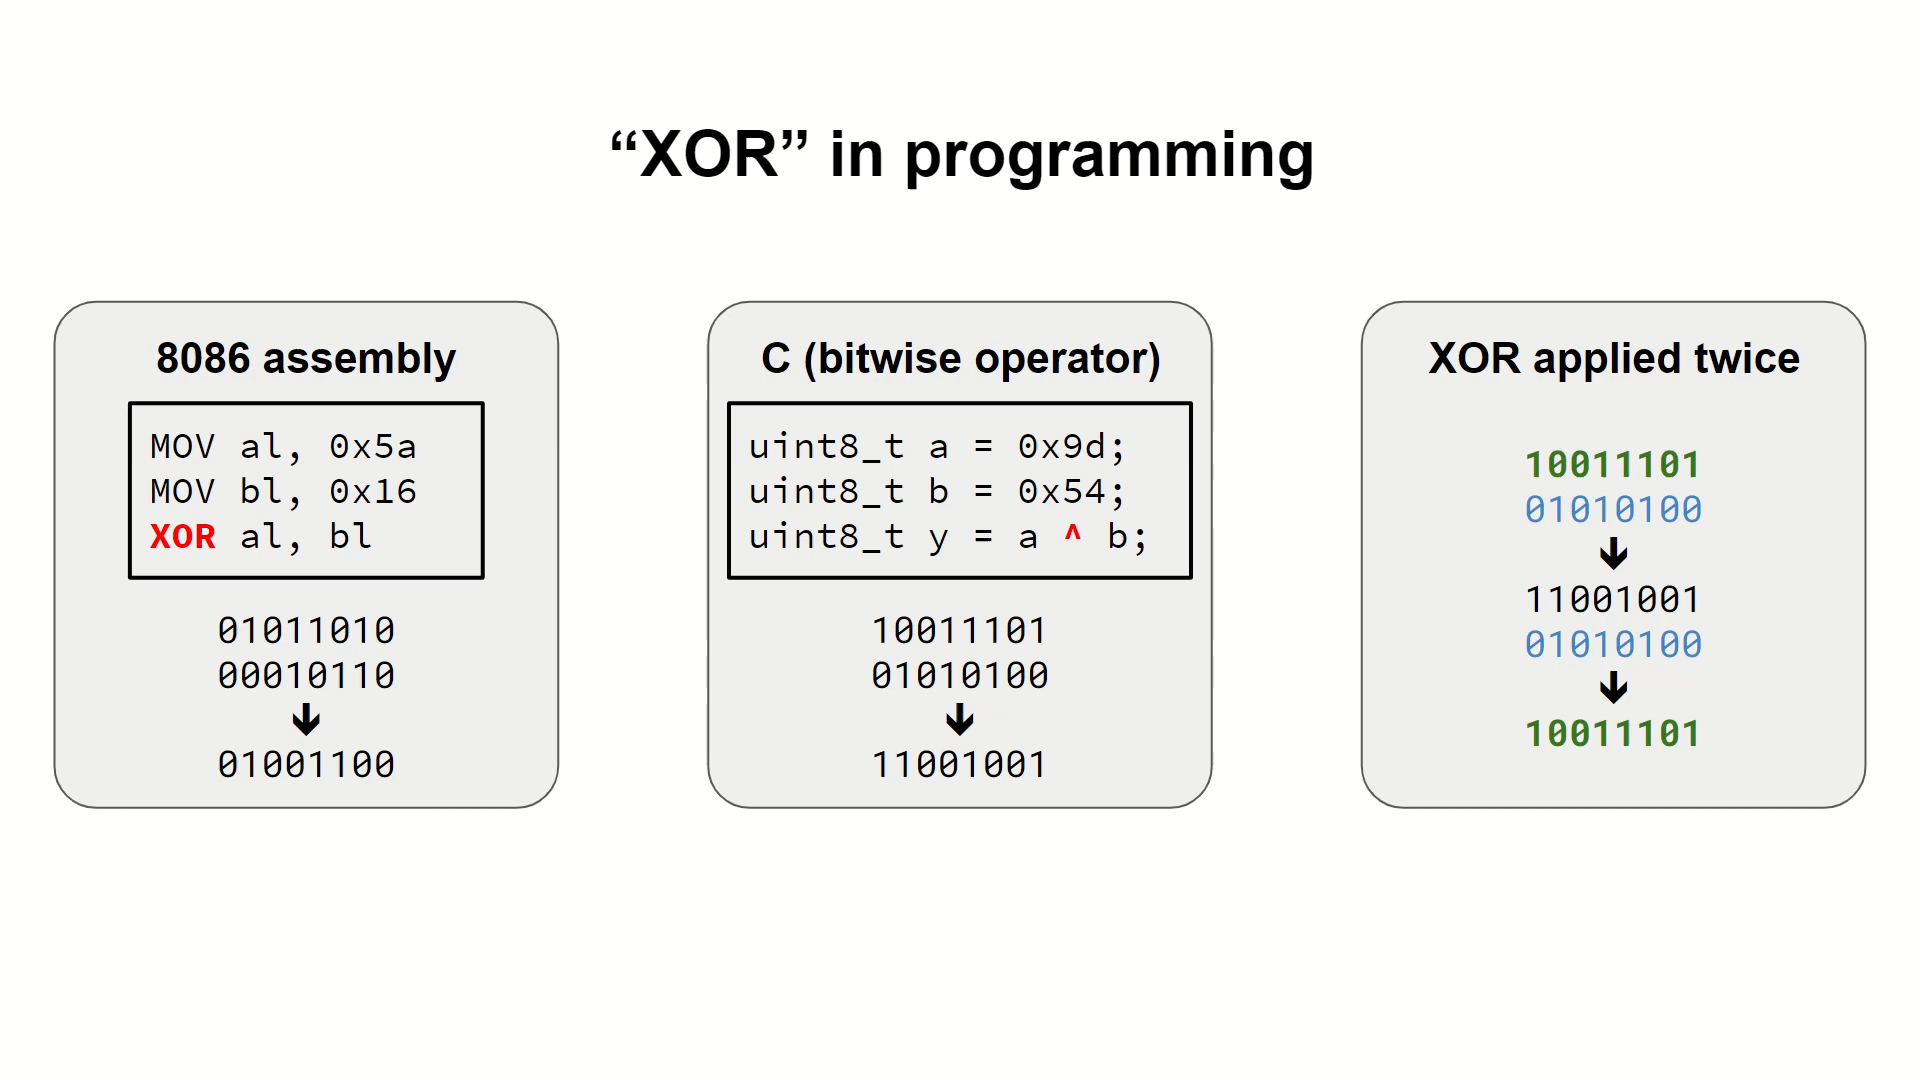 “XOR” in programming
8086 assembly
MOV al, 0x5a
MOV bl, 0x16
XOR al, bl
01011010
00010110
↓
01001100
C (bitwise operator)
uint8_t a = 0x9d;
uint8_t b = 0x54;
uint8_t y = a ^ b;
10011101
01010100
↓
11001001
XOR applied twice
10011101
01010100
↓
11001001
01010100
↓
10011101